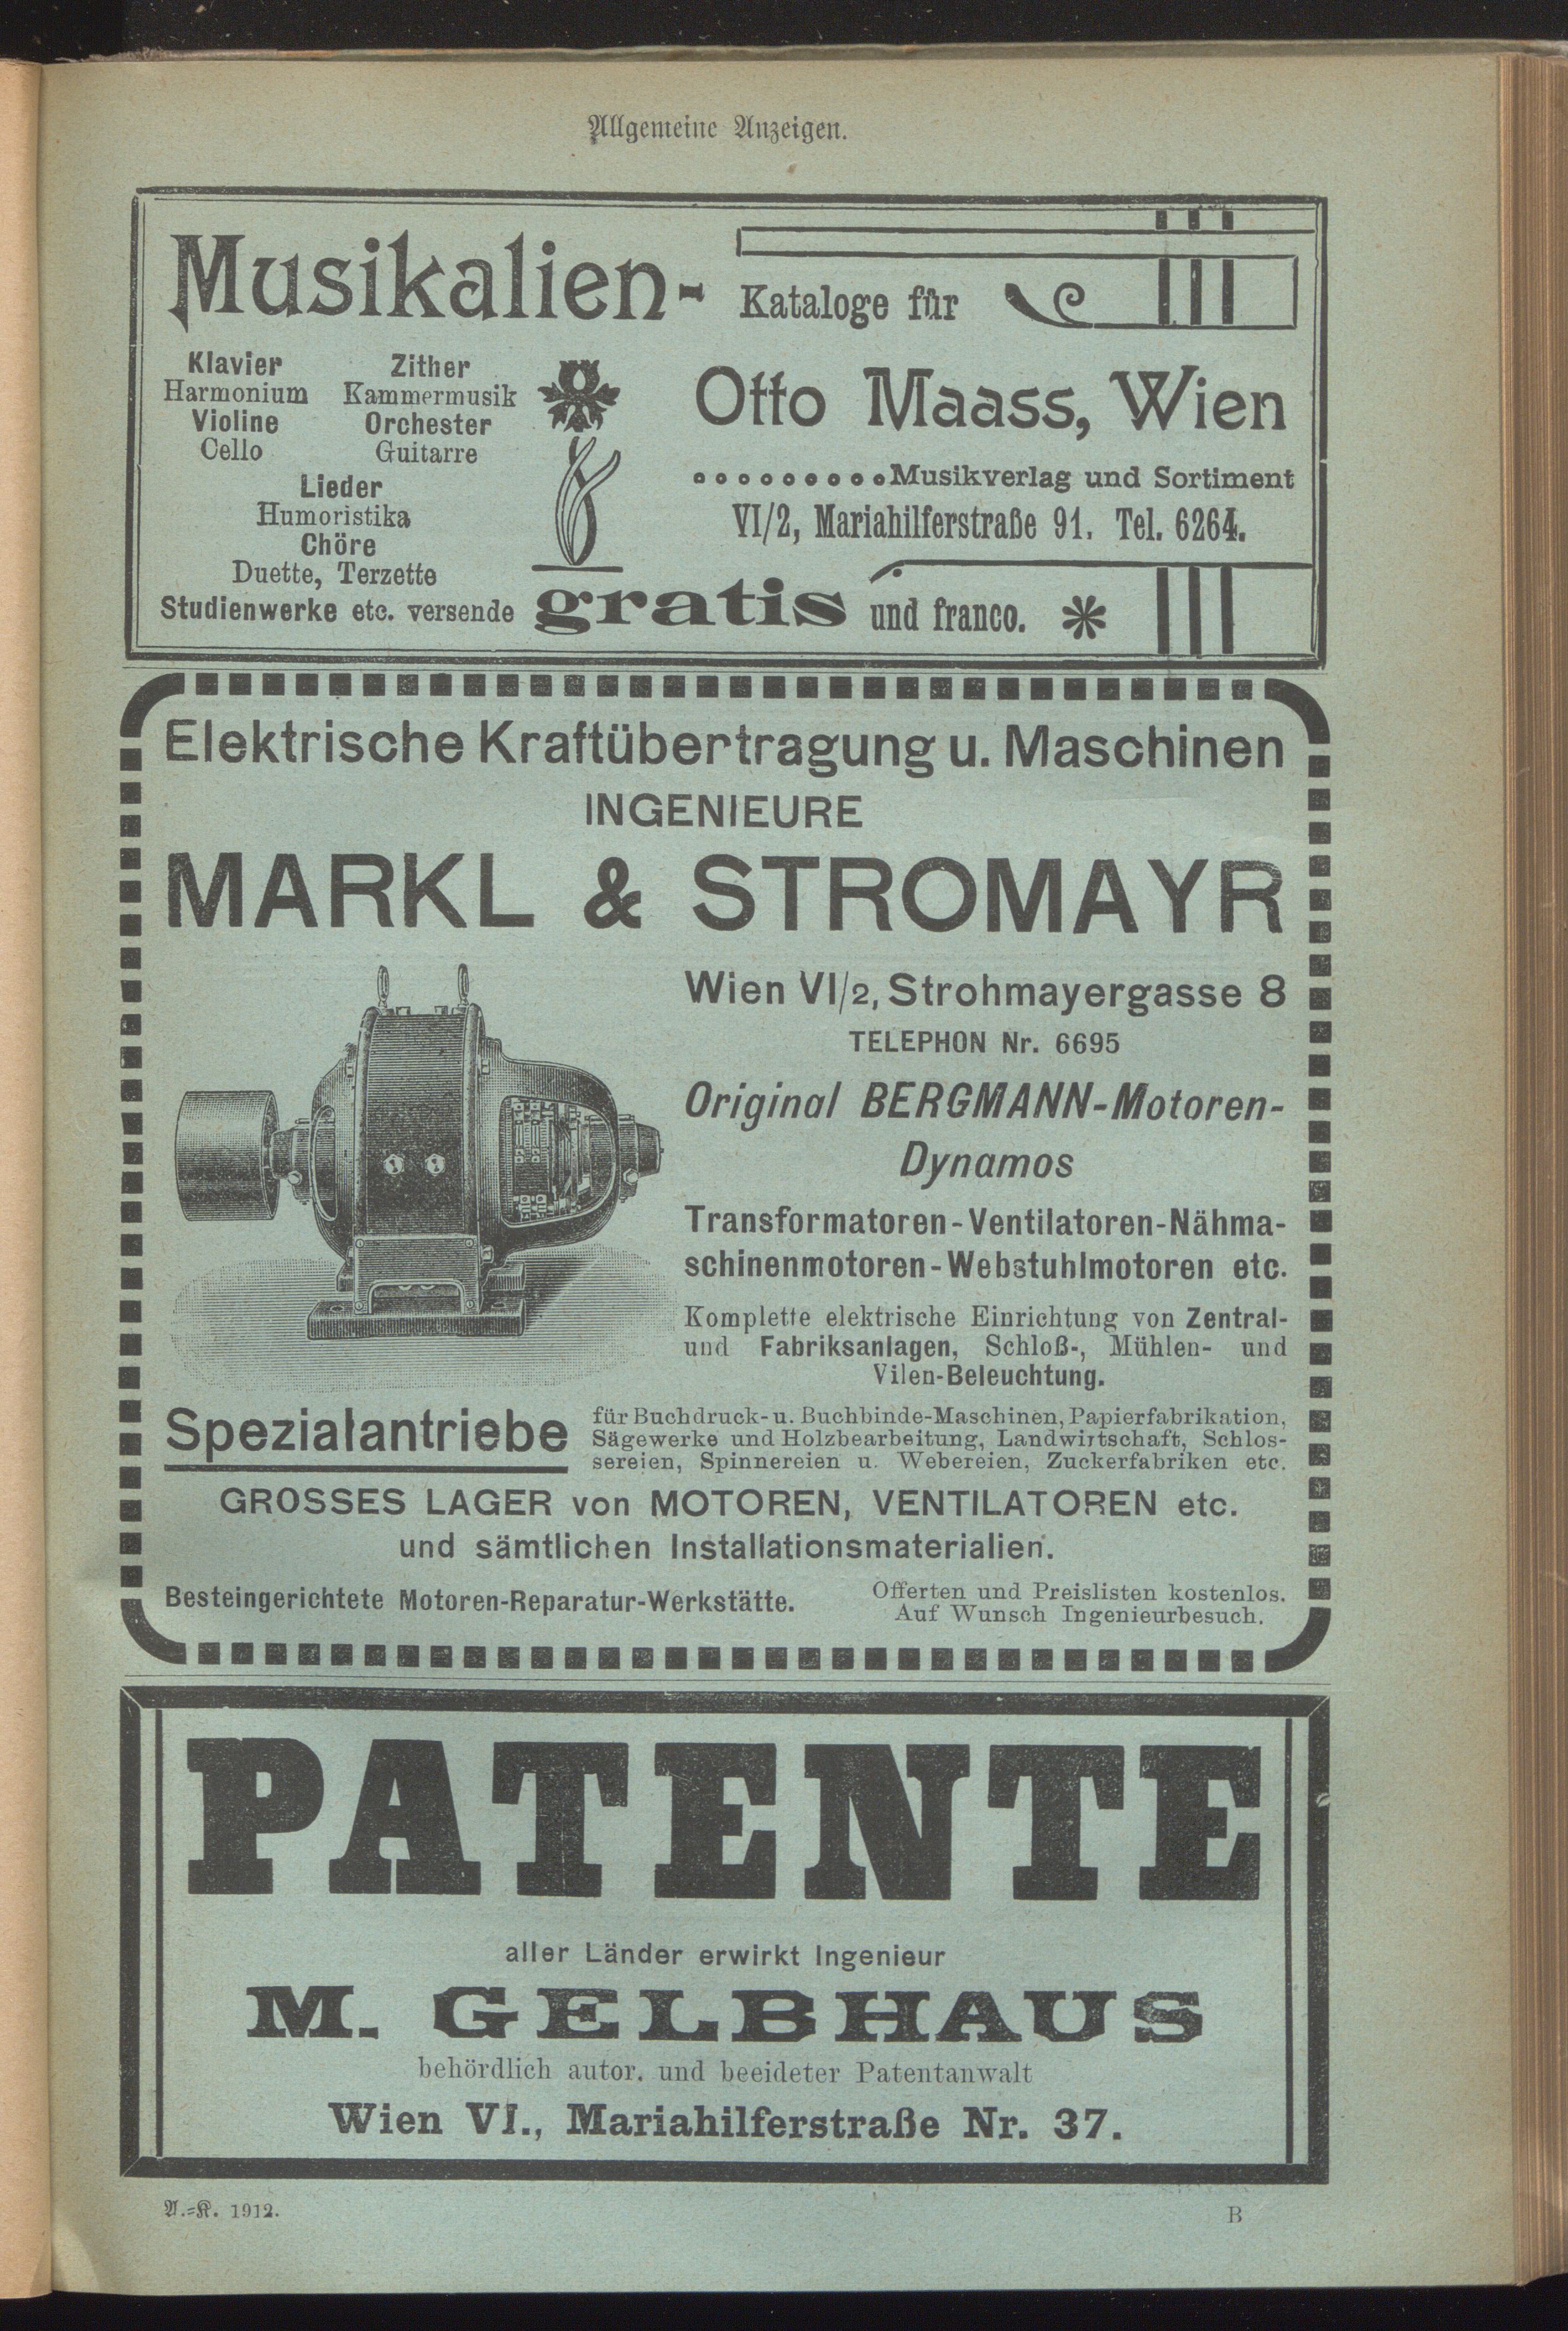 Allgemeine Anzeigen.
Musikalien-
Kataloge für
Klavier
Harmonium
Violine
Cello
Zither
Kammermusik
Orchester
Guitarre
Lieder
Humoristika
Chöre
Duette, Terzette
Otto Maass, Wien
Musikverlag und Sortiment
VI/2, Mariahilferstraße 91. Tel. 6264.
Studienwerke etc. versende gratis und franco.
Elektrische Kraftübertragung u. Maschinen
INGENIEURE
MARKL & STROMAYR
Wien VI/2, Strohmayergasse 8
TELEPHON Nr. 6695
Original BERGMANN-Motoren-
Dynamos
Transformatoren-Ventilatoren-Nähma-
schinenmotoren-Webstuhlmotoren etc.
Komplette elektrische Einrichtung von Zentral-
und Fabriksanlagen, Schloß-, Mühlen- und
Vilen-Beleuchtung.
Spezialantriebe
für Buchdruck- u. Buchbinde-Maschinen, Papierfabrikation,
Sägewerke und Holzbearbeitung, Landwirtschaft, Schlos-
sereien, Spinnereien u. Webereien, Zuckerfabriken etc.
GROSSES LAGER von MOTOREN, VENTILATOREN etc.
und sämtlichen Installationsmaterialien.
Besteingerichtete Motoren-Reparatur-Werkstätte.
Offerten und Preislisten kostenlos.
Auf Wunsch Ingenieurbesuch.
PATENTE
aller Länder erwirkt Ingenieur
M. GELBHAUS
behördlich autor. und beeideter Patentanwalt
Wien VI., Mariahilferstraße Nr. 37.
A.=K. 1912.
B